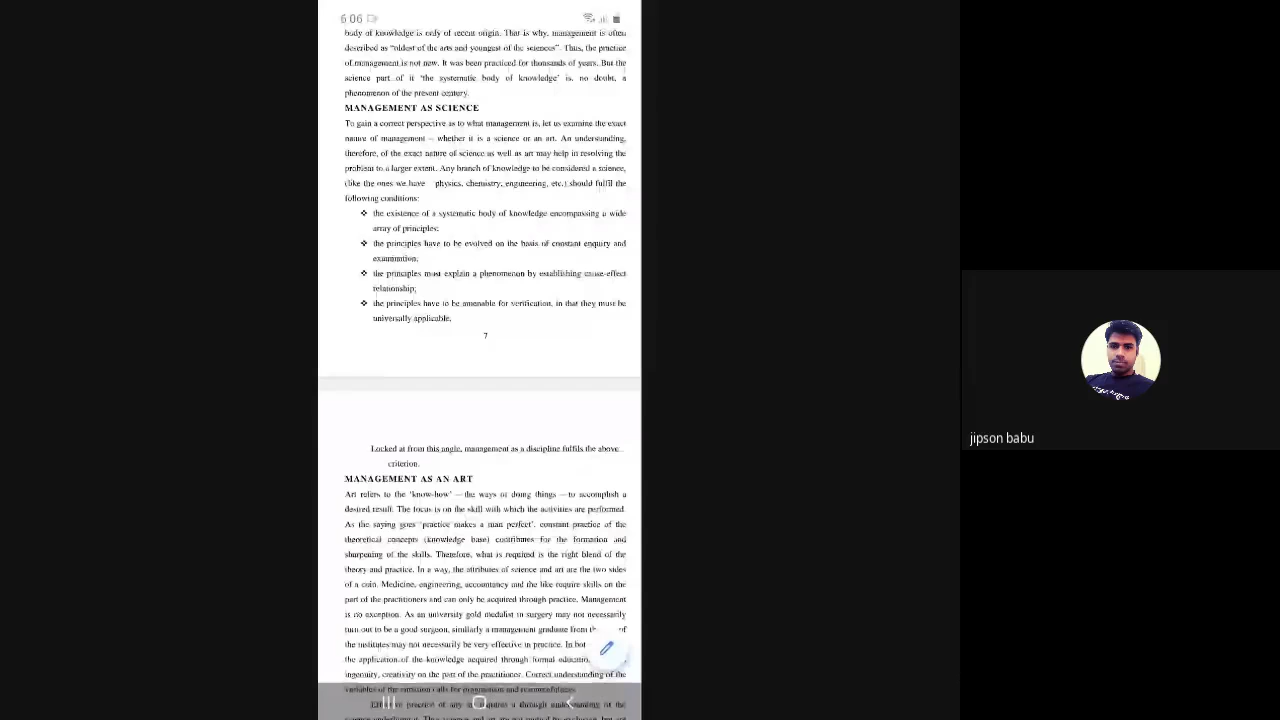 6:06
body of knowledge is only of recent origin. That is why, management is often
described as "oldest of the arts and youngest of the sciences". Thus, the practice
of management is not new. It was been practiced for thousands of years. But the
science part of it 'the systematic body of knowledge' is, no doubt, a
phenomenon of the present century.
MANAGEMENT AS SCIENCE
To gain a correct perspective as to what management is, let us examine the exact
nature of management – whether it is a science or an art. An understanding,
therefore, of the exact nature of science as well as art may help in resolving the
problem to a larger extent. Any branch of knowledge to be considered a science,
(like the ones we have physics, chemistry, engineering, etc.) should fulfil the
following conditions:
❖ the existence of a systematic body of knowledge encompassing a wide
array of principles;
❖ the principles have to be evolved on the basis of constant enquiry and
examination.
❖ the principles must explain a phenomenon by establishing cause-effect
relationship;
❖ the principles have to be amenable for verification, in that they must be
universally applicable.
7
Looked at from this angle, management as a discipline fulfils the above
criterion.
MANAGEMENT AS AN ART
Art refers to the 'know-how' – the ways of doing things – to accomplish a
desired result. The focus is on the skill with which the activities are performed.
As the saying goes 'practice makes a man perfect', constant practice of the
theoretical concepts (knowledge base) contributes for the formation and
sharpening of the skills. Therefore, what is required is the right blend of the
theory and practice. In a way, the attributes of science and art are the two sides
of a coin. Medicine, engineering, accountancy and the like require skills on the
part of the practitioners and can only be acquired through practice. Management
is no exception. As an university gold medalist in surgery may not necessarily
turn out to be a good surgeon, similarly a management graduate from of
the institutes may not necessarily be very effective in practice. In
the application of the knowledge acquired through formal
ingenuity, creativity on the part of the practitioner. Correct understanding of the
variables of the calls for
practice of any requires a through understanding of the
jipson babu